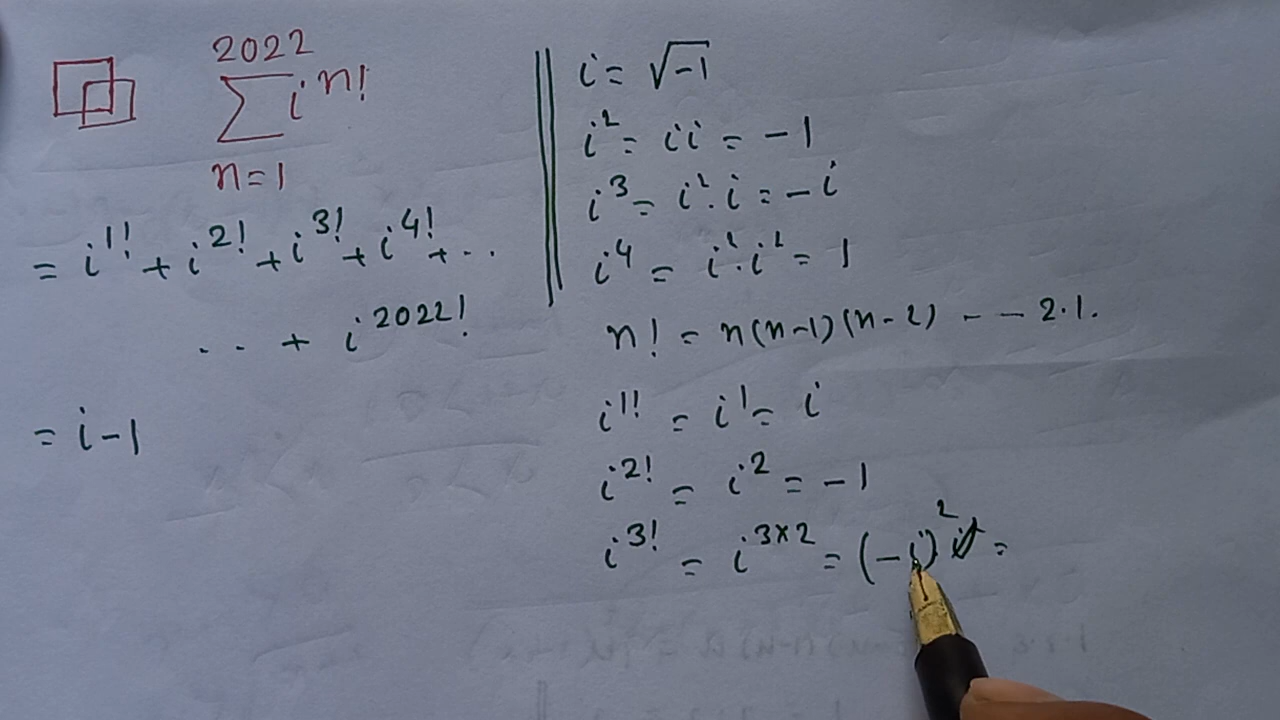 2022
∑ i^n!
n=1
= i^1! + i^2! + i^3! + i^4! + ..
.. + i^2022!
= i-1
i = √-1
i^2 = ii = -1
i^3 = i^2.i = -i
i^4 = i^2.i^2 = 1
n! = n(n-1)(n-2) - - 2.1.
i^1! = i^1 = i
i^2! = i^2 = -1
i^3! = i^3×2 = (-i)^2 =